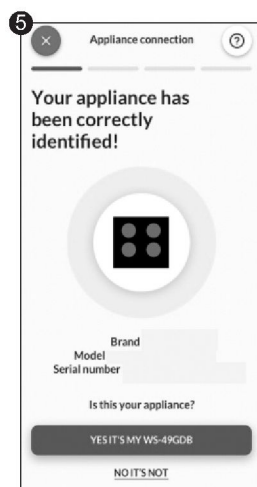 5
Appliance connection
?
Your appliance has
been correctly
identified!
Brand
Model
Serial number
Is this your appliance?
YES IT'S MY WS-49GDB
NO IT'S NOT